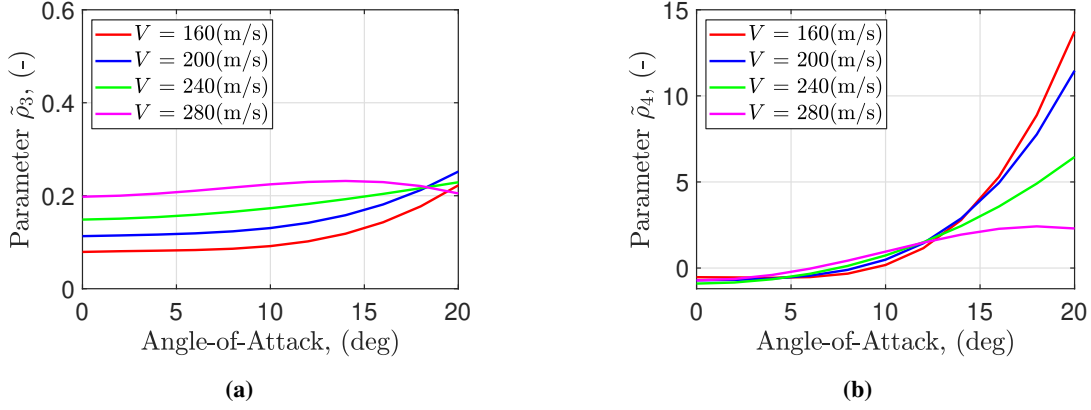 Parameter ρ̃₃, (-)
0.6
0.4
0.2
0
V = 160(m/s)
V = 200(m/s)
V = 240(m/s)
V = 280(m/s)
0 5 10 15 20
Angle-of-Attack, (deg)
(a)
Parameter ρ̃₄, (-)
15
10
5
0
V = 160(m/s)
V = 200(m/s)
V = 240(m/s)
V = 280(m/s)
0 5 10 15 20
Angle-of-Attack, (deg)
(b)